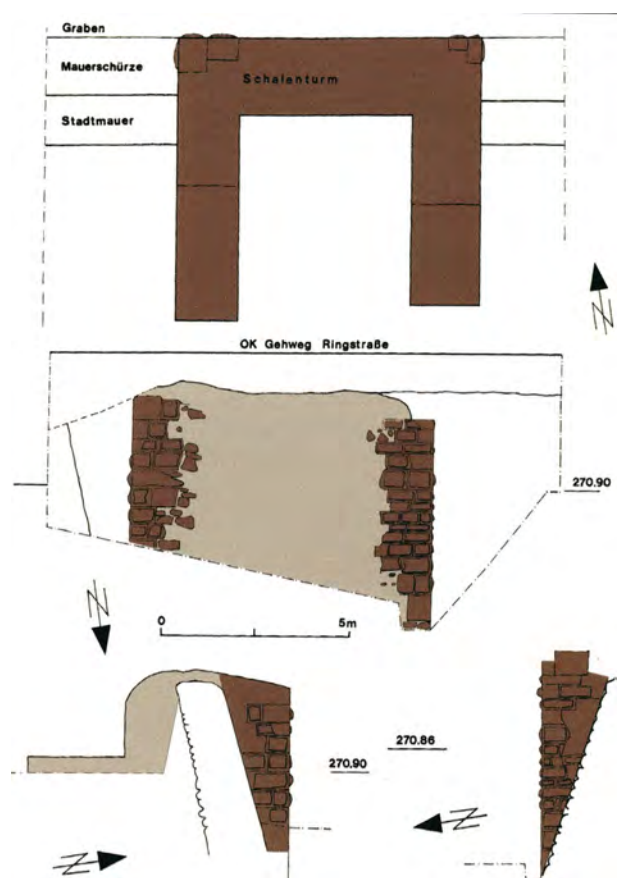 Graben
Mauerschürze
Schalenturm
Stadtmauer
N
OK Gehweg Ringstraße
270.90
N
0 5m
270.86
270.90
N
N